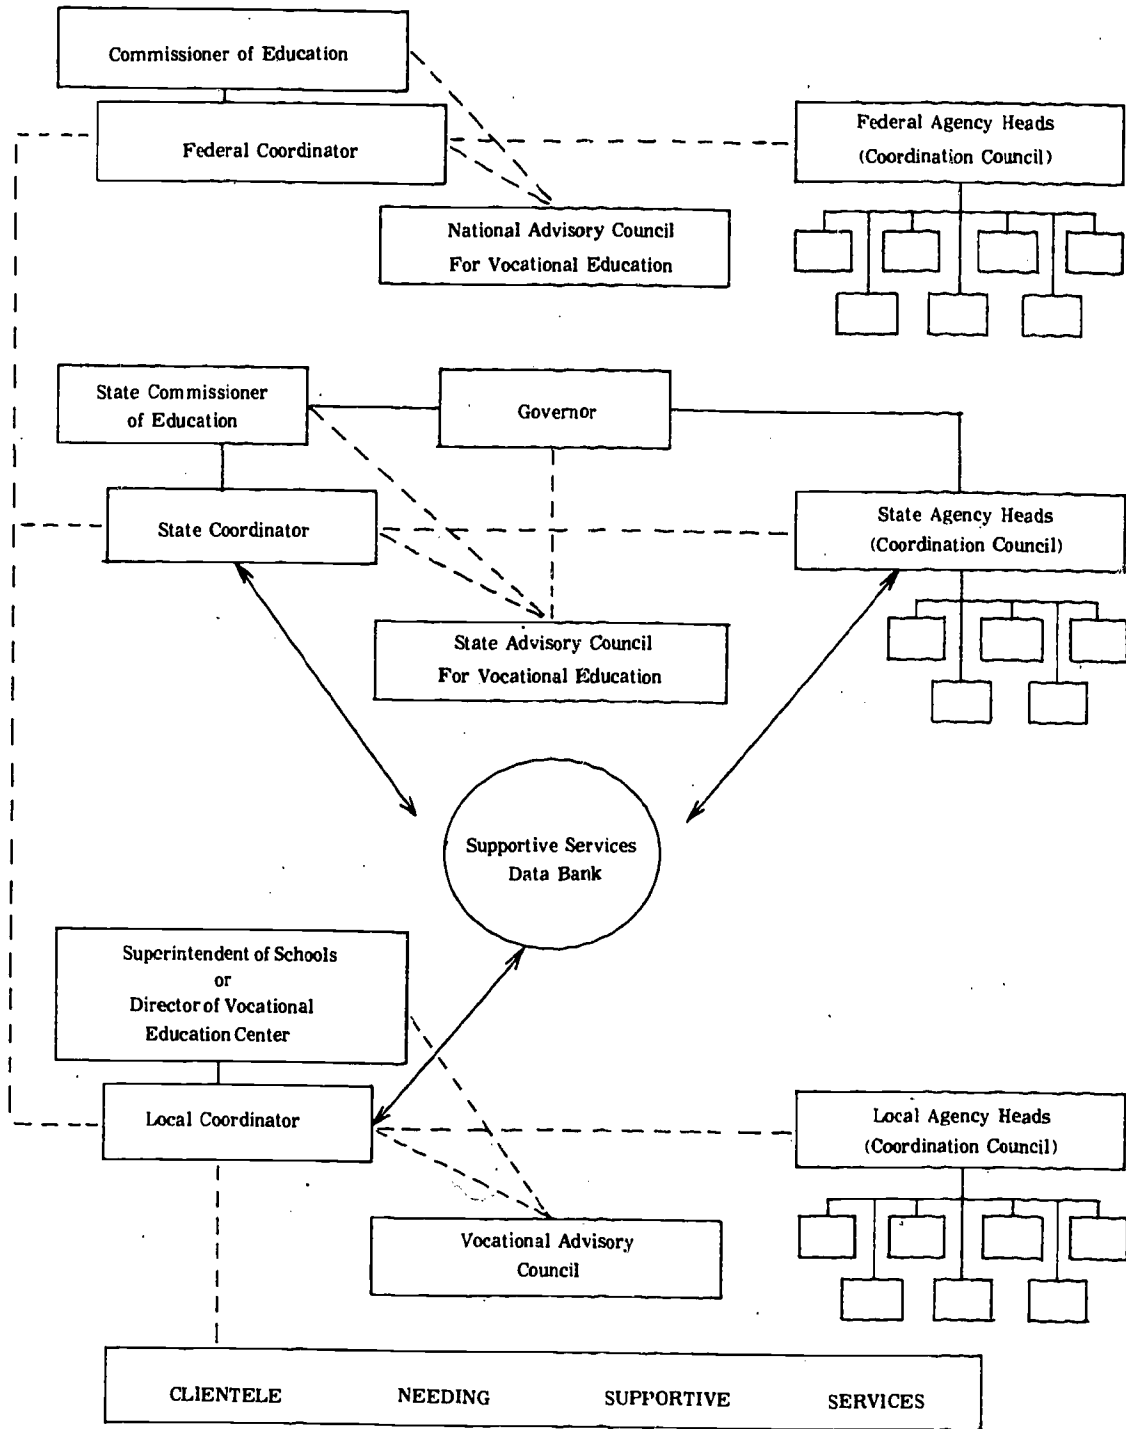 Commissioner of Education
Federal Coordinator
Federal Agency Heads
(Coordination Council)
National Advisory Council
For Vocational Education
State Commissioner
of Education
Governor
State Coordinator
State Agency Heads
(Coordination Council)
State Advisory Council
For Vocational Education
Supportive Services
Data Bank
Superintendent of Schools
or
Director of Vocational
Education Center
Local Coordinator
Local Agency Heads
(Coordination Council)
Vocational Advisory
Council
CLIENTELE NEEDING SUPPORTIVE SERVICES